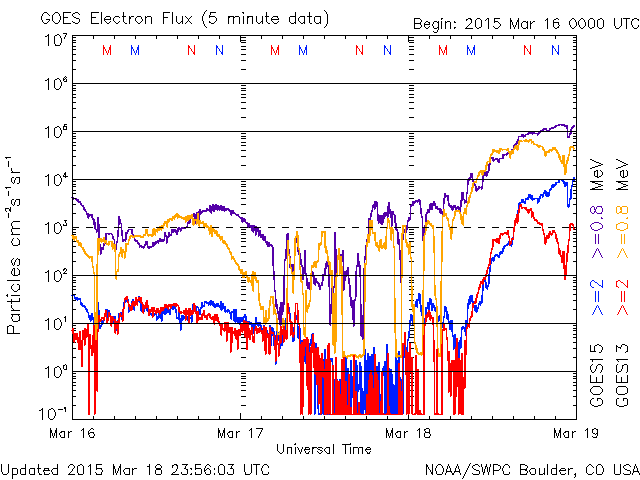 GOES Electron Flux (5 minute data)
Begin: 2015 Mar 16 0000 UTC
10⁷
M M N N M M N N M M N N
10⁶
10⁵
10⁴
10³
10²
10¹
10⁰
10⁻¹
Particles cm⁻²s⁻¹sr⁻¹
GOES15 >=2 >=0.8 MeV
GOES13 >=2 >=0.8 MeV
Mar 16 Mar 17 Mar 18 Mar 19
Universal Time
Updated 2015 Mar 18 23:56:03 UTC
NOAA/SWPC Boulder, CO USA